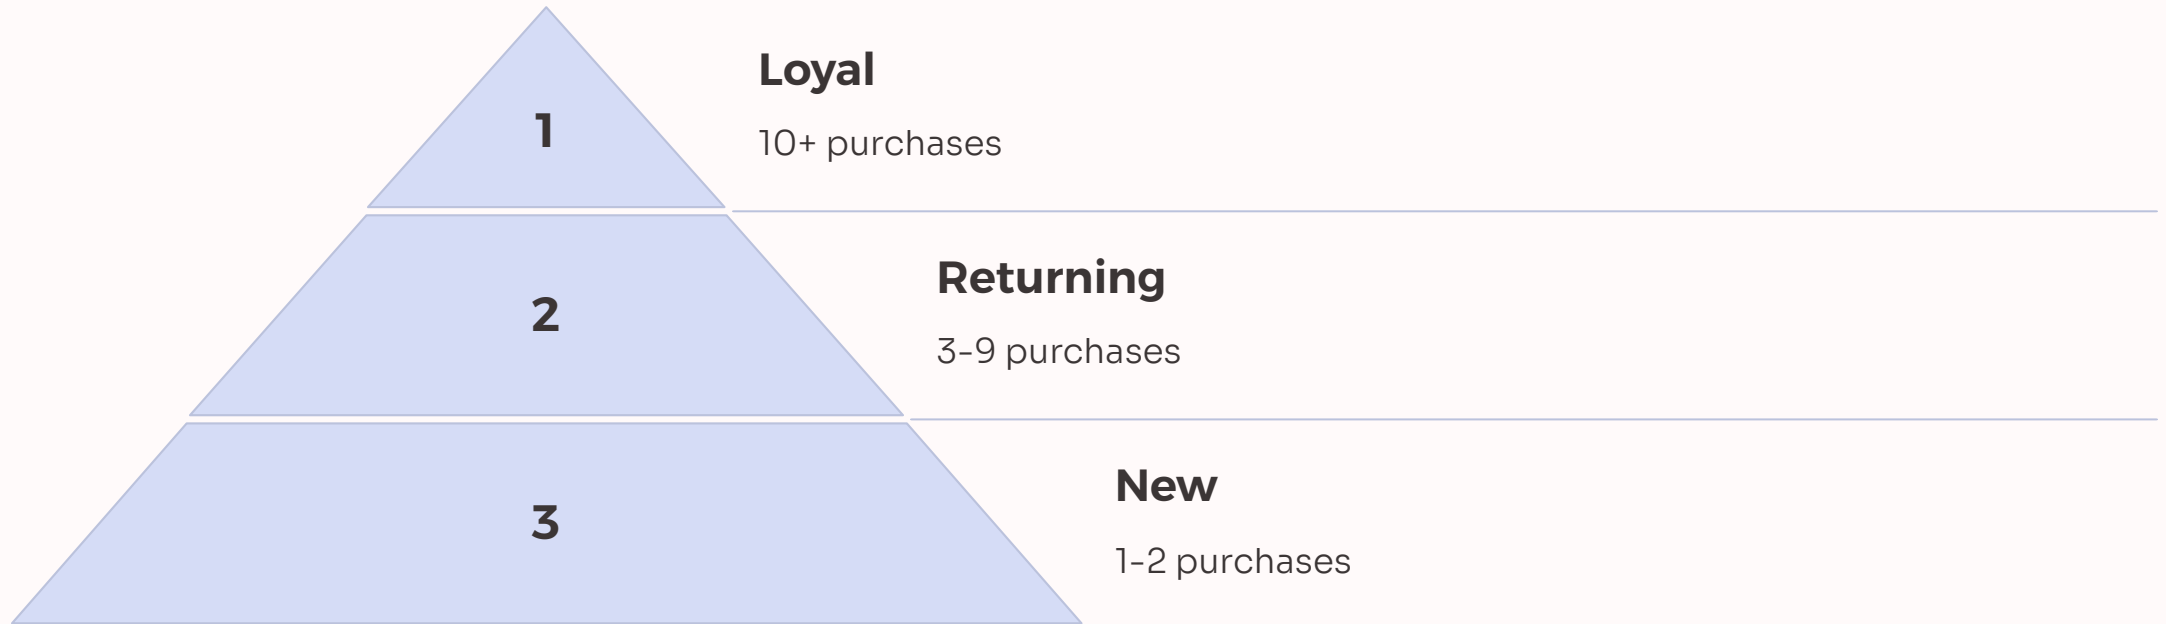 1
Loyal
10+ purchases
2
Returning
3-9 purchases
3
New
1-2 purchases